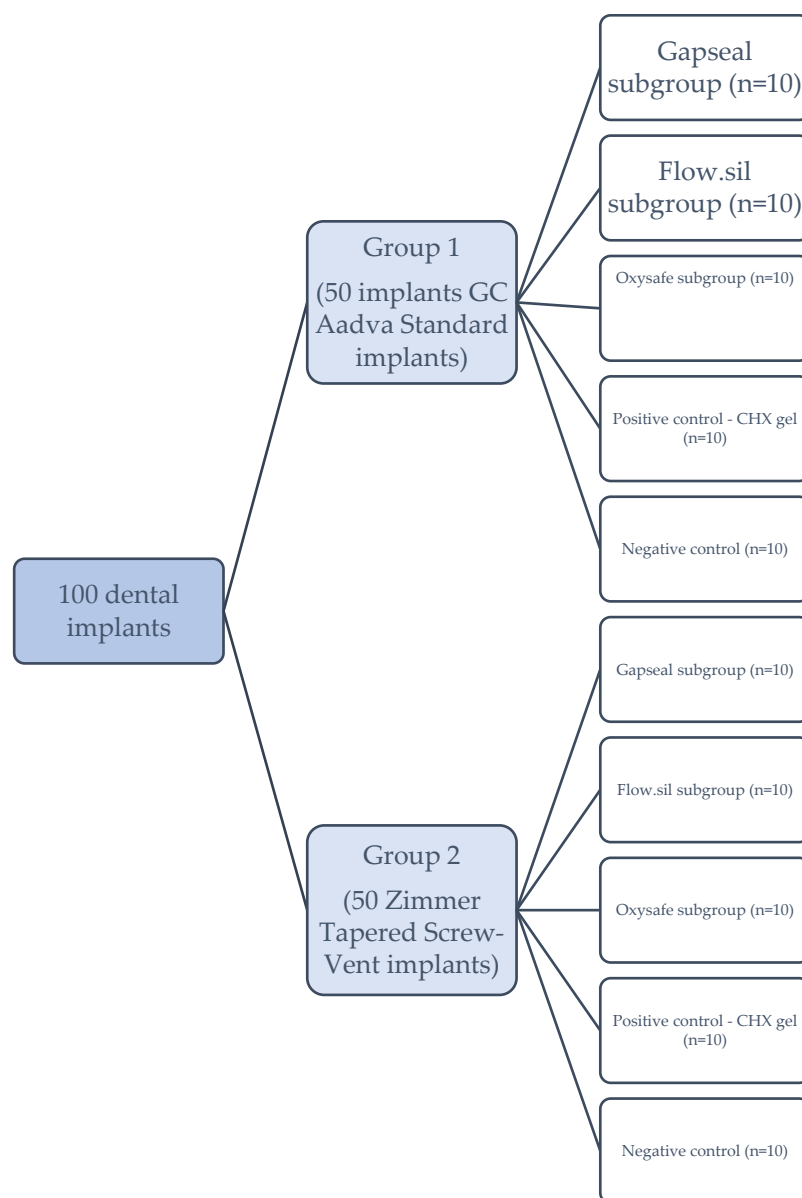 100 dental
implants
Group 1
(50 implants GC
Aadva Standard
implants)
Gapseal
subgroup (n=10)
Flow.sil
subgroup (n=10)
Oxysafe subgroup (n=10)
Positive control - CHX gel
(n=10)
Negative control (n=10)
Group 2
(50 Zimmer
Tapered Screw-
Vent implants)
Gapseal subgroup (n=10)
Flow.sil subgroup (n=10)
Oxysafe subgroup (n=10)
Positive control - CHX gel
(n=10)
Negative control (n=10)